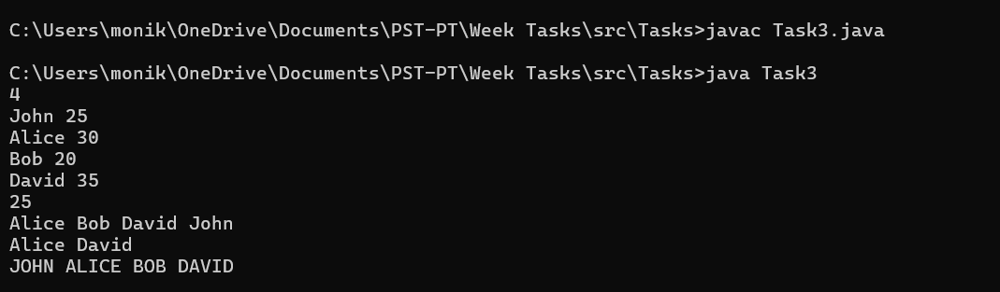 C:\Users\monik\OneDrive\Documents\PST-PT\Week Tasks\src\Tasks>javac Task3.java
C:\Users\monik\OneDrive\Documents\PST-PT\Week Tasks\src\Tasks>java Task3
4
John 25
Alice 30
Bob 20
David 35
25
Alice Bob David John
Alice David
JOHN ALICE BOB DAVID